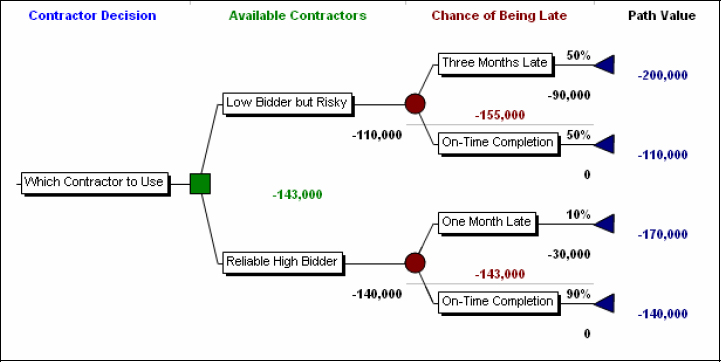 Contractor Decision
Available Contractors
Chance of Being Late
Path Value
Three Months Late
50%
-200,000
-90,000
Low Bidder but Risky
-155,000
-110,000
On-Time Completion
50%
-110,000
0
Which Contractor to Use
-143,000
One Month Late
10%
-170,000
-30,000
Reliable High Bidder
-143,000
-140,000
On-Time Completion
90%
-140,000
0